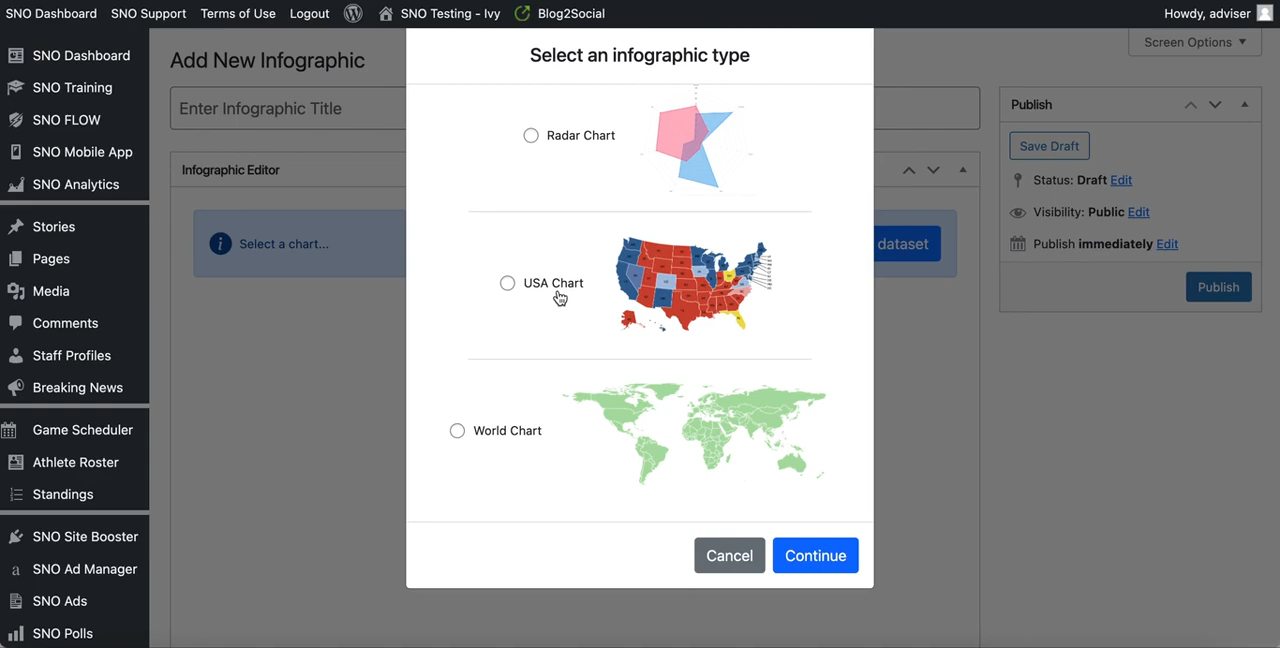 SNO Dashboard SNO Support Terms of Use Logout SNO Testing - Ivy Blog2Social Howdy, adviser
SNO Dashboard
SNO Training
SNO FLOW
SNO Mobile App
SNO Analytics
Stories
Pages
Media
Comments
Staff Profiles
Breaking News
Game Scheduler
Athlete Roster
Standings
SNO Site Booster
SNO Ad Manager
SNO Ads
SNO Polls
Screen Options
Add New Infographic
Enter Infographic Title
Infographic Editor
Select a chart...
dataset
Select an infographic type
Radar Chart
USA Chart
World Chart
Cancel Continue
Publish
Save Draft
Status: Draft Edit
Visibility: Public Edit
Publish immediately Edit
Publish